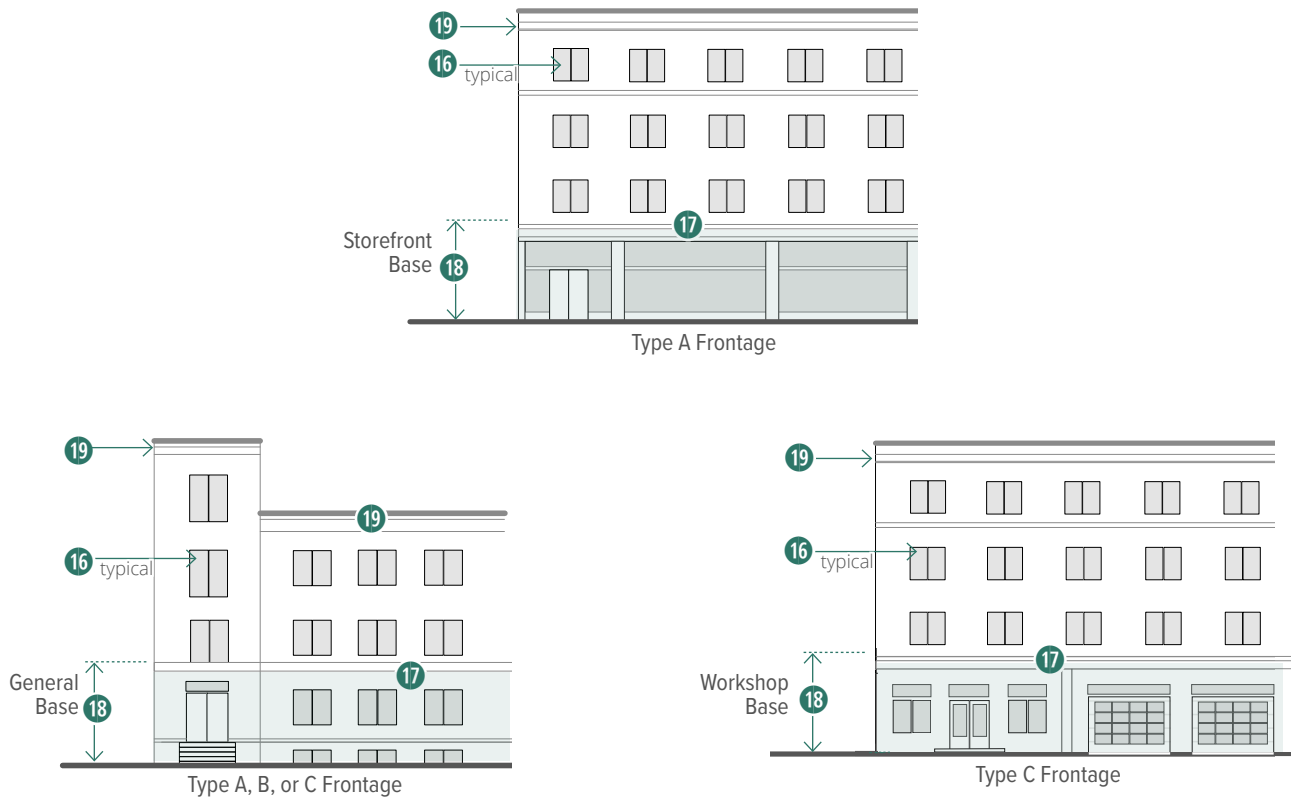 19
16
typical
17
Storefront
Base
18
Type A Frontage
19
19
16
typical
17
General
Base
18
Type A, B, or C Frontage
19
16
typical
17
Workshop
Base
18
Type C Frontage